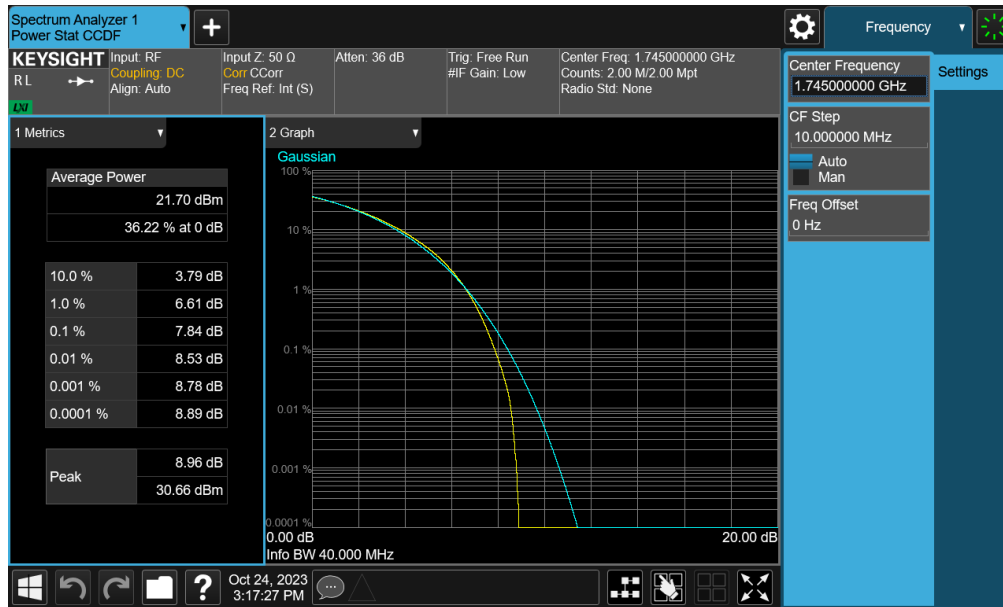 Spectrum Analyzer 1
Power Stat CCDF
+
Frequency
KEYSIGHT
R L
LXI
Input: RF
Coupling: DC
Align: Auto
Input Z: 50 Ω
Corr CCorr
Freq Ref: Int (S)
Atten: 36 dB
Trig: Free Run
#IF Gain: Low
Center Freq: 1.745000000 GHz
Counts: 2.00 M/2.00 Mpt
Radio Std: None
Center Frequency
1.745000000 GHz
Settings
CF Step
10.000000 MHz
Auto
Man
Freq Offset
0 Hz
1 Metrics
Average Power
21.70 dBm
36.22 % at 0 dB
10.0 % 3.79 dB
1.0 % 6.61 dB
0.1 % 7.84 dB
0.01 % 8.53 dB
0.001 % 8.78 dB
0.0001 % 8.89 dB
Peak
8.96 dB
30.66 dBm
2 Graph
Gaussian
100 %
10 %
1 %
0.1 %
0.01 %
0.001 %
0.0001 %
0.00 dB
20.00 dB
Info BW 40.000 MHz
?
Oct 24, 2023
3:17:27 PM